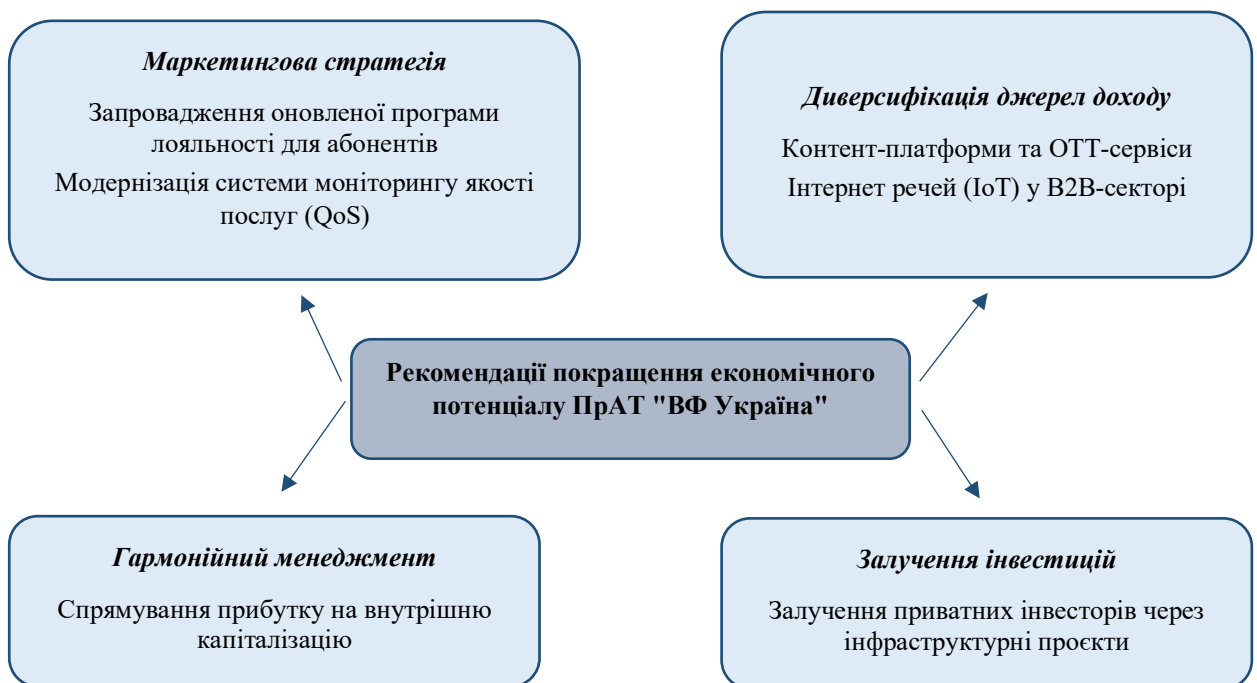 Маркетингова стратегія
Запровадження оновленої програми
лояльності для абонентів
Модернізація системи моніторингу якості
послуг (QoS)
Диверсифікація джерел доходу
Контент-платформи та ОТТ-сервіси
Інтернет речей (IoT) у B2B-секторі
Рекомендації покращення економічного
потенціалу ПрАТ "ВФ Україна"
Гармонійний менеджмент
Спрямування прибутку на внутрішню
капіталізацію
Залучення інвестицій
Залучення приватних інвесторів через
інфраструктурні проєкти